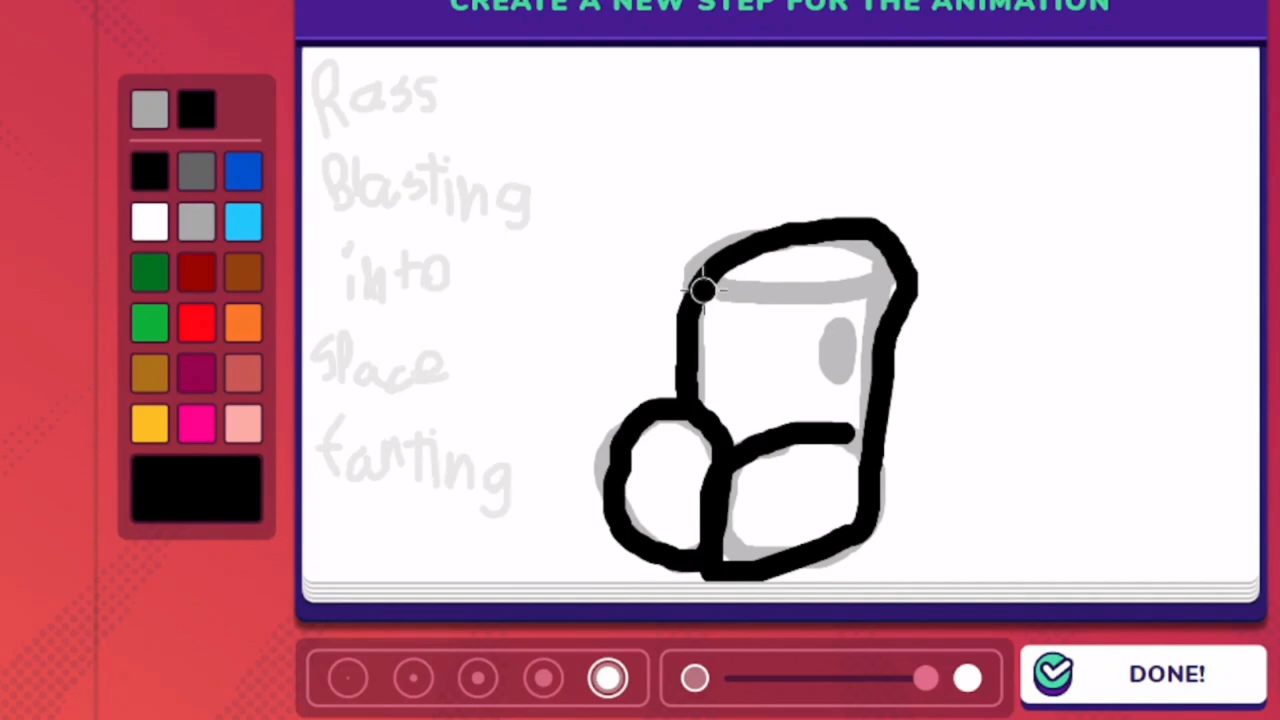 CREATE A NEW STEP FOR THE ANIMATION
Rass
Blasting
into
Space
farting
DONE!